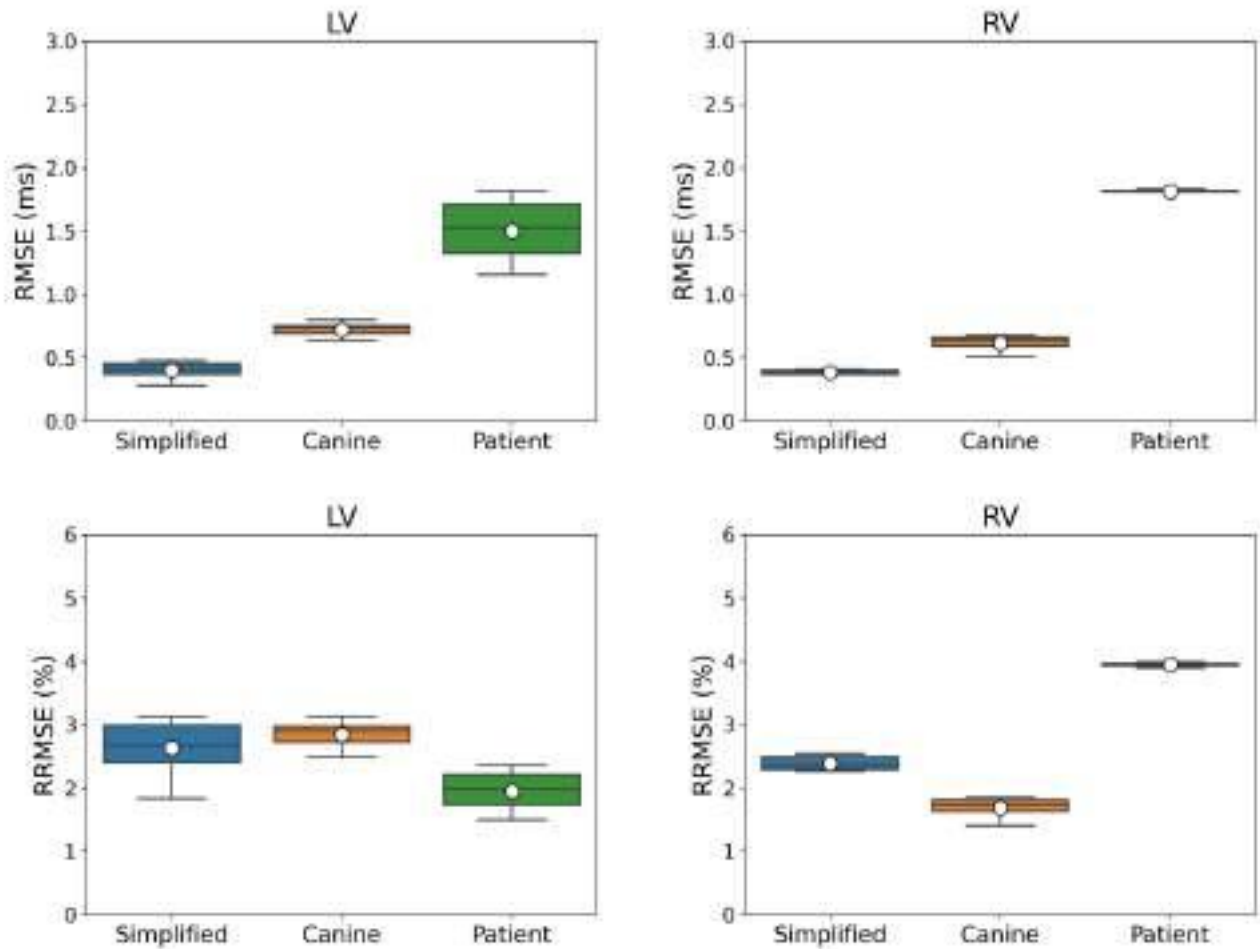 LV
RMSE (ms)
3.0
2.5
2.0
1.5
1.0
0.5
0.0
Simplified Canine Patient
RV
RMSE (ms)
3.0
2.5
2.0
1.5
1.0
0.5
0.0
Simplified Canine Patient
LV
RRMSE (%)
6
5
4
3
2
1
0
Simplified Canine Patient
RV
RRMSE (%)
6
5
4
3
2
1
0
Simplified Canine Patient